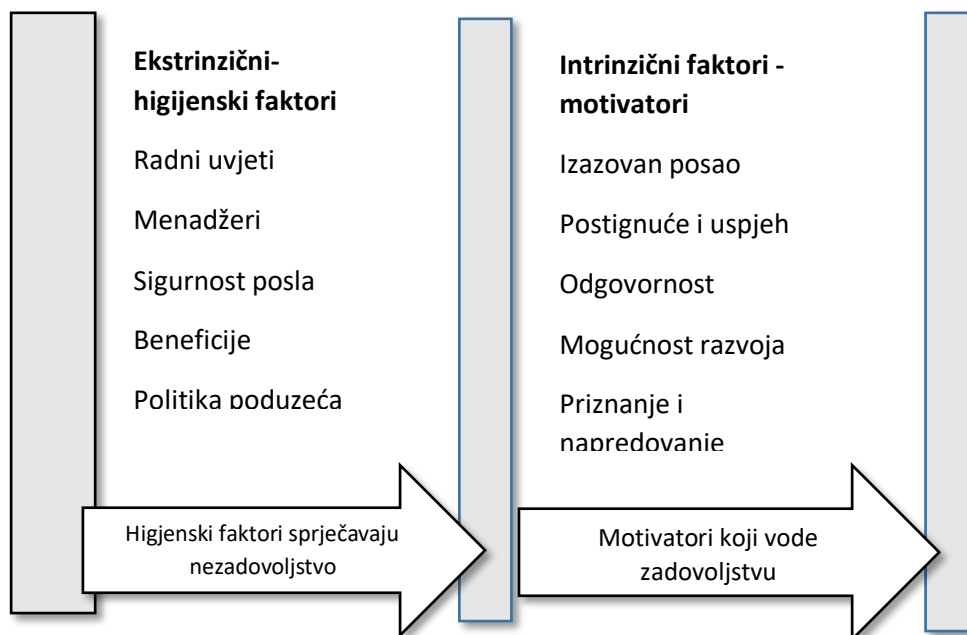 Ekstrinzični-
higijenski faktori
Radni uvjeti
Menadžeri
Sigurnost posla
Beneficije
Politika poduzeća
Higjenski faktori sprječavaju
nezadovoljstvo
Intrinzični faktori -
motivatori
Izazovan posao
Postignuće i uspjeh
Odgovornost
Mogućnost razvoja
Priznanje i
napredovanje
Motivatori koji vode
zadovoljstvu